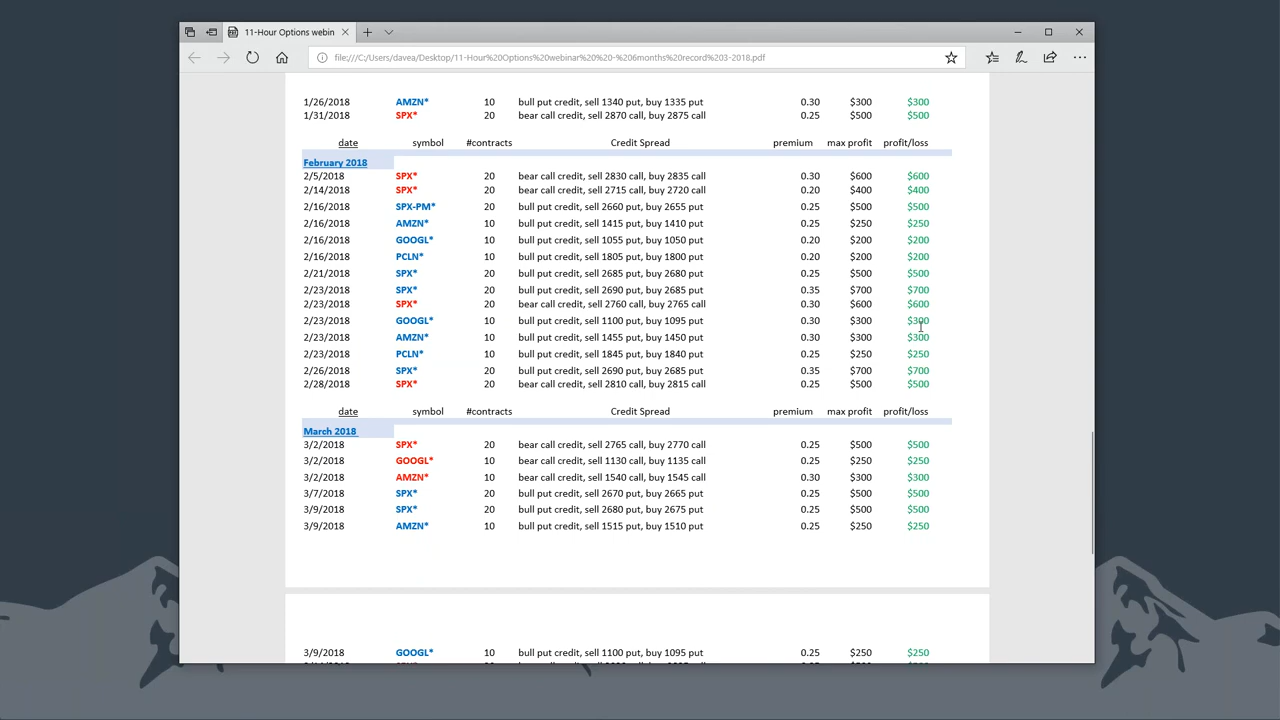 11-Hour Options webin
file:///C:/Users/davea/Desktop/11-Hour%20Options%20webinar%20%20-%206months%20record%203-2018.pdf
1/26/2018 AMZN* 10 bull put credit, sell 1340 put, buy 1335 put 0.30 $300 $300
1/31/2018 SPX* 20 bear call credit, sell 2870 call, buy 2875 call 0.25 $500 $500
date symbol #contracts Credit Spread premium max profit profit/loss
February 2018
2/5/2018 SPX* 20 bear call credit, sell 2830 call, buy 2835 call 0.30 $600 $600
2/14/2018 SPX* 20 bear call credit, sell 2715 call, buy 2720 call 0.20 $400 $400
2/16/2018 SPX-PM* 20 bull put credit, sell 2660 put, buy 2655 put 0.25 $500 $500
2/16/2018 AMZN* 10 bull put credit, sell 1415 put, buy 1410 put 0.25 $250 $250
2/16/2018 GOOGL* 10 bull put credit, sell 1055 put, buy 1050 put 0.20 $200 $200
2/16/2018 PCLN* 10 bull put credit, sell 1805 put, buy 1800 put 0.20 $200 $200
2/21/2018 SPX* 20 bull put credit, sell 2685 put, buy 2680 put 0.25 $500 $500
2/23/2018 SPX* 20 bull put credit, sell 2690 put, buy 2685 put 0.35 $700 $700
2/23/2018 SPX* 20 bear call credit, sell 2760 call, buy 2765 call 0.30 $600 $600
2/23/2018 GOOGL* 10 bull put credit, sell 1100 put, buy 1095 put 0.30 $300 $300
2/23/2018 AMZN* 10 bull put credit, sell 1455 put, buy 1450 put 0.30 $300 $300
2/23/2018 PCLN* 10 bull put credit, sell 1845 put, buy 1840 put 0.25 $250 $250
2/26/2018 SPX* 20 bull put credit, sell 2690 put, buy 2685 put 0.35 $700 $700
2/28/2018 SPX* 20 bear call credit, sell 2810 call, buy 2815 call 0.25 $500 $500
date symbol #contracts Credit Spread premium max profit profit/loss
March 2018
3/2/2018 SPX* 20 bear call credit, sell 2765 call, buy 2770 call 0.25 $500 $500
3/2/2018 GOOGL* 10 bear call credit, sell 1130 call, buy 1135 call 0.25 $250 $250
3/2/2018 AMZN* 10 bear call credit, sell 1540 call, buy 1545 call 0.30 $300 $300
3/7/2018 SPX* 20 bull put credit, sell 2670 put, buy 2665 put 0.25 $500 $500
3/9/2018 SPX* 20 bull put credit, sell 2680 put, buy 2675 put 0.25 $500 $500
3/9/2018 AMZN* 10 bull put credit, sell 1515 put, buy 1510 put 0.25 $250 $250
3/9/2018 GOOGL* 10 bull put credit, sell 1100 put, buy 1095 put 0.25 $250 $250